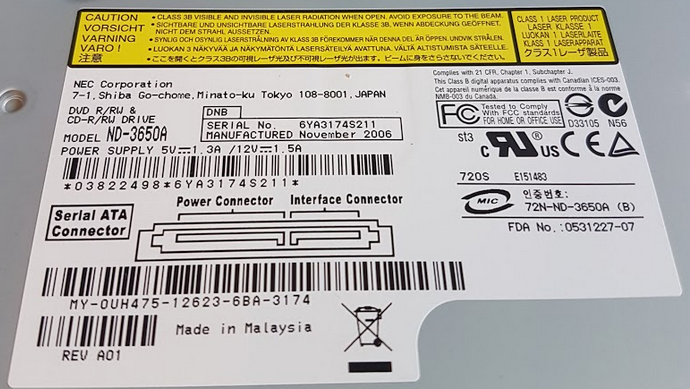 CAUTION
VORSICHT
VARNING
VARO !
注意
• CLASS 3B VISIBLE AND INVISIBLE LASER RADIATION WHEN OPEN. AVOID EXPOSURE TO THE BEAM.
• SICHTBARE UND UNSICHTBARE LASERSTRAHLUNG DER KLASSE 3B, WENN ABDECKUNG GEÖFFNET.
NICHT DEM STRAHL AUSSETZEN.
• SYNLIG OCH OSYNLIG LASERSTRÅLNING AV KLASS 3B FÖREKOMMER NÄR DENNA DEL ÄR ÖPPEN. UNDVIK STRÅLEN.
• LUOKAN 3 NÄKYVÄÄ JA NÄKYMÄTÖNTÄ LASERSÄTEILYÄ AVATTUNA. VÄLTÄ ALTISTUMISTA SÄTEELLE.
• ここを開くとクラス3Bの可視レーザ光及び不可視レーザ光が出ます。ビームに身をさらさないでください。
CLASS 1 LASER PRODUCT
LASER KLASSE 1
LUOKAN 1 LASERLAITE
KLASS 1 LASERAPPARAT
クラス1レーザ製品
NEC Corporation
7-1, Shiba Go-chome, Minato-ku Tokyo 108-8001, JAPAN
DVD R/RW &
CD-R/RW DRIVE
MODEL ND-3650A
DNB
SERIAL No. 6YA3174S211
MANUFACTURED November 2006
POWER SUPPLY 5V 1.3A /12V 1.5A
*03822498*6YA3174S211*
Complies with 21 CFR, Chapter 1, Subchapter J.
This Class B digital apparatus complies with Canadian ICES-003.
Cet appareil numérique de la classe B est conforme à la norme
NMB-003 du Canada.
FC
Tested to Comply
With FCC standards
FOR HOME OR OFFICE USE
D33105
N56
st3
c RU us
CE
720S E151483
MIC
인증번호:
72N-ND-3650A (B)
FDA No.:0531227-07
Serial ATA
Connector
Power Connector
Interface Connector
MY-0UH475-12623-6BA-3174
REV A01
Made in Malaysia